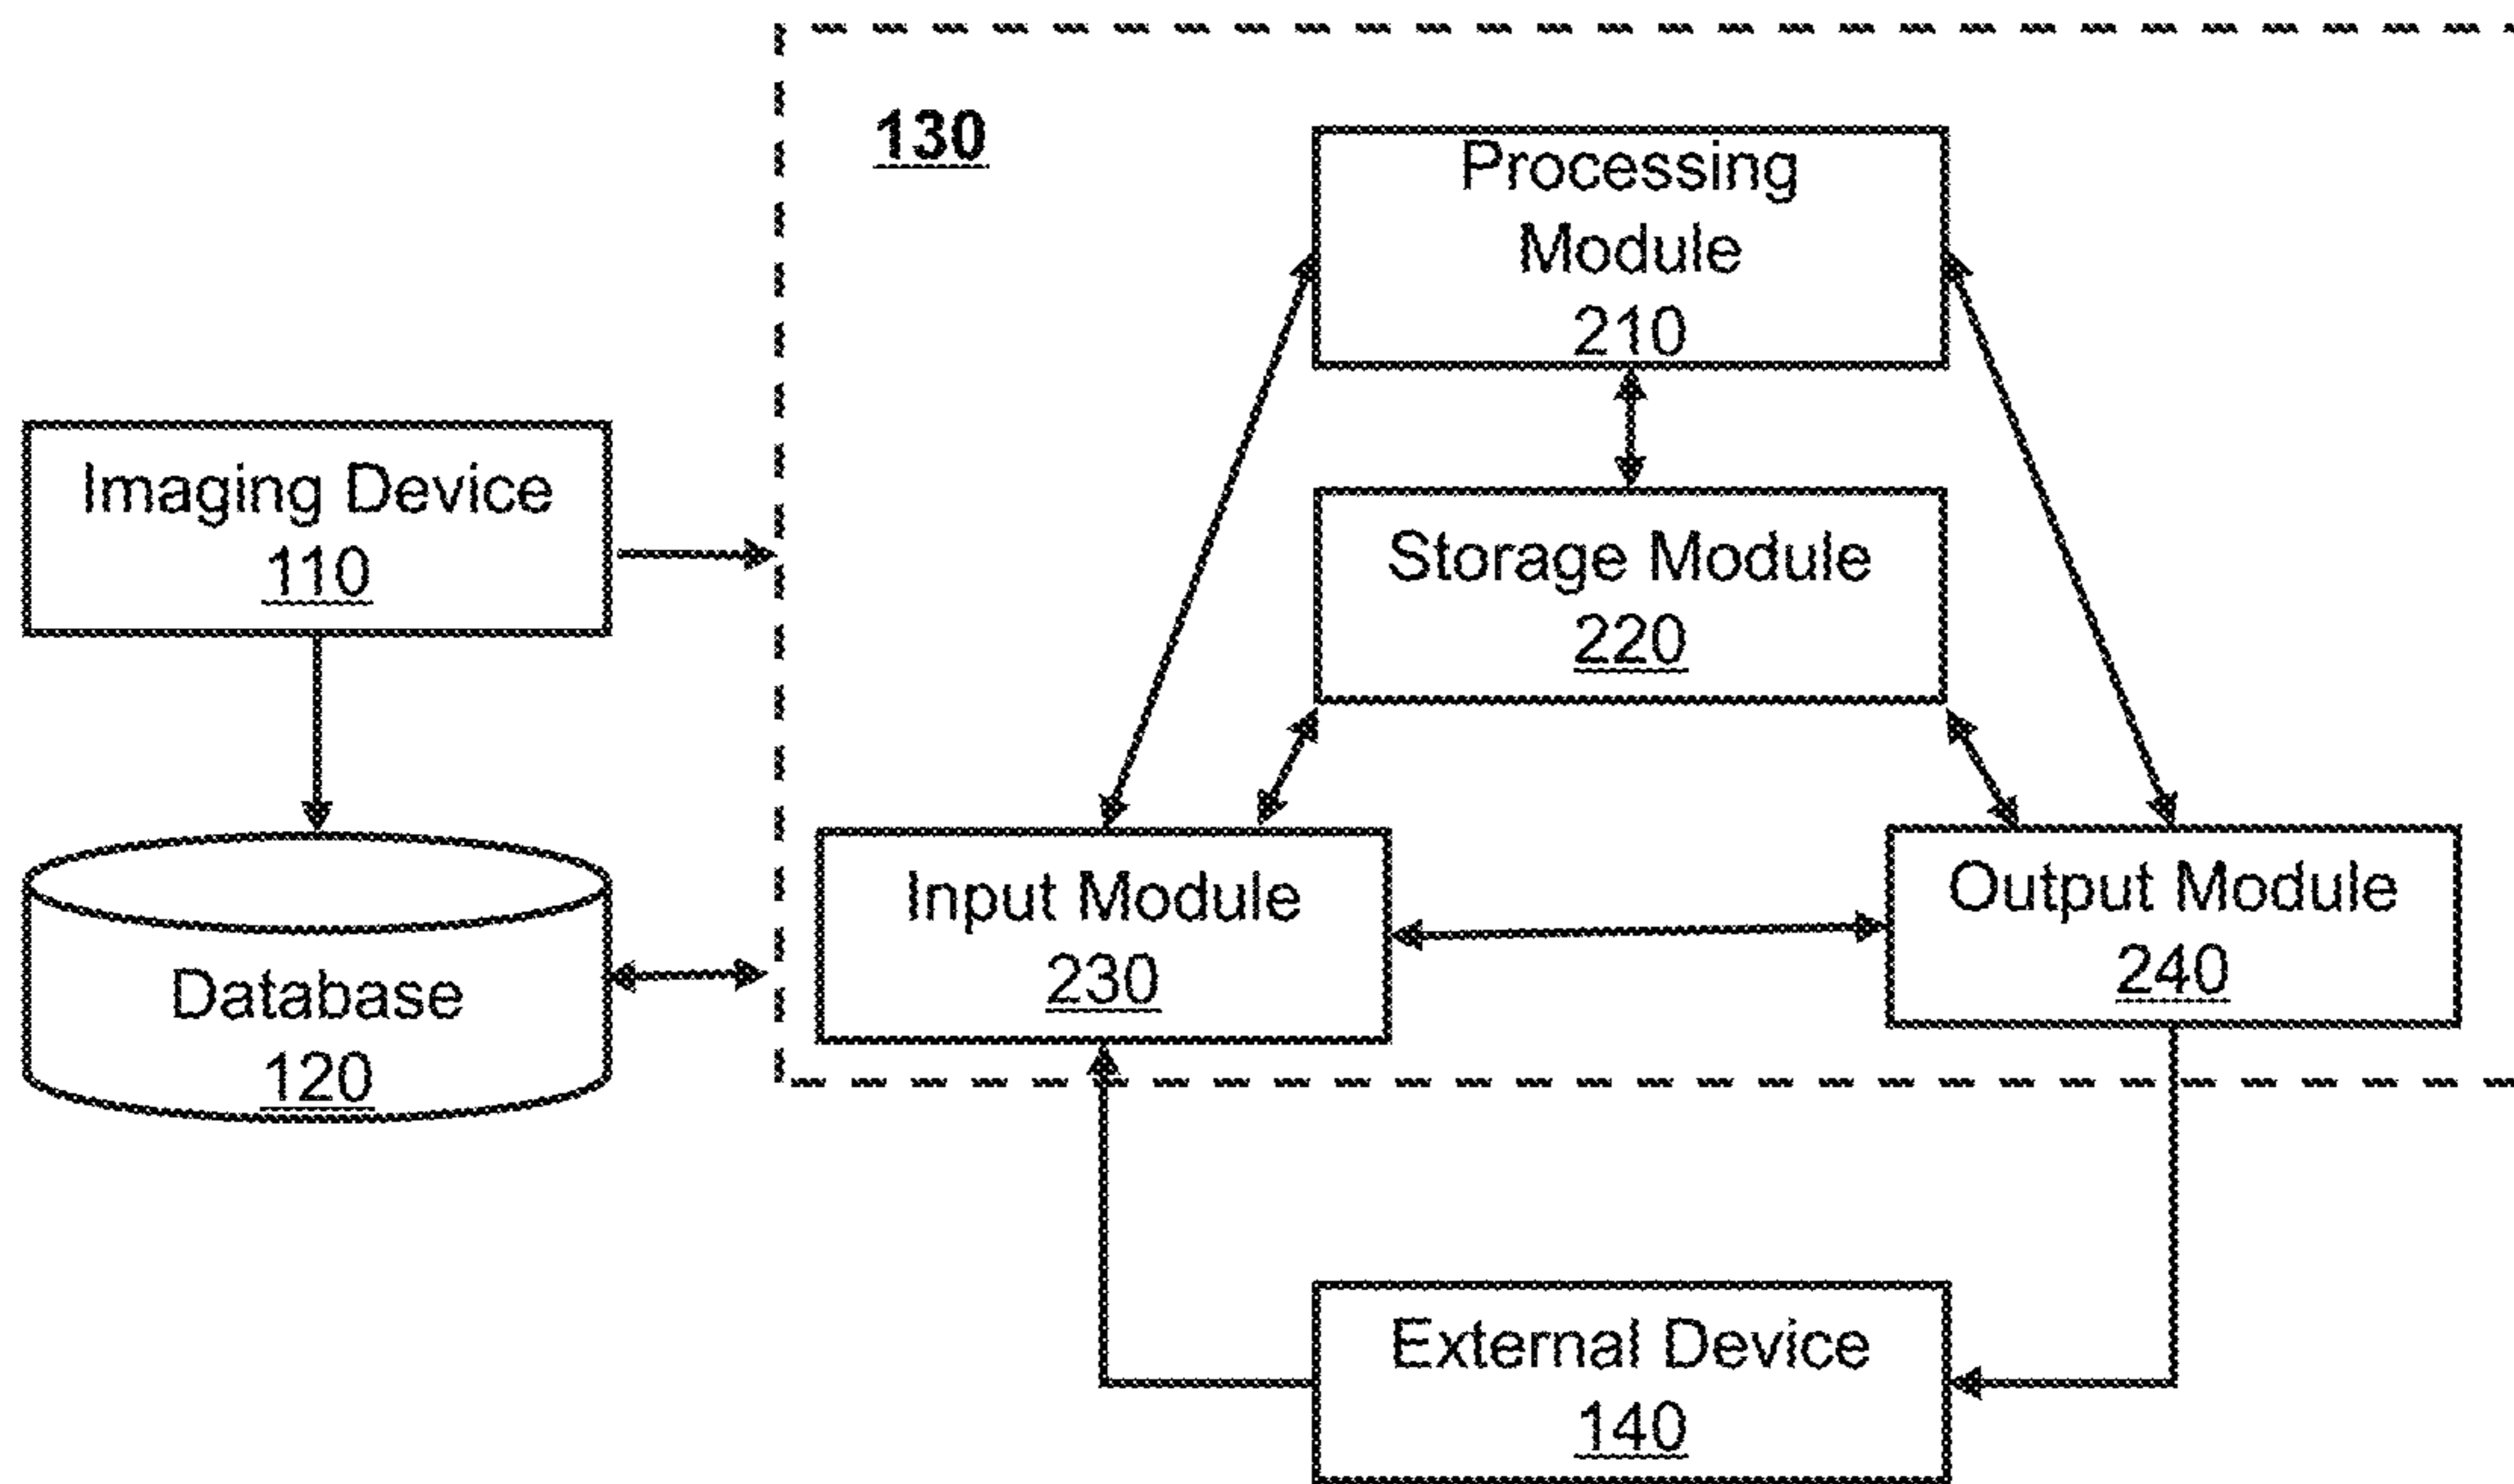 130
Processing
Module
210
Imaging Device
110
Storage Module
220
Input Module
230
Output Module
240
Database
120
External Device
140